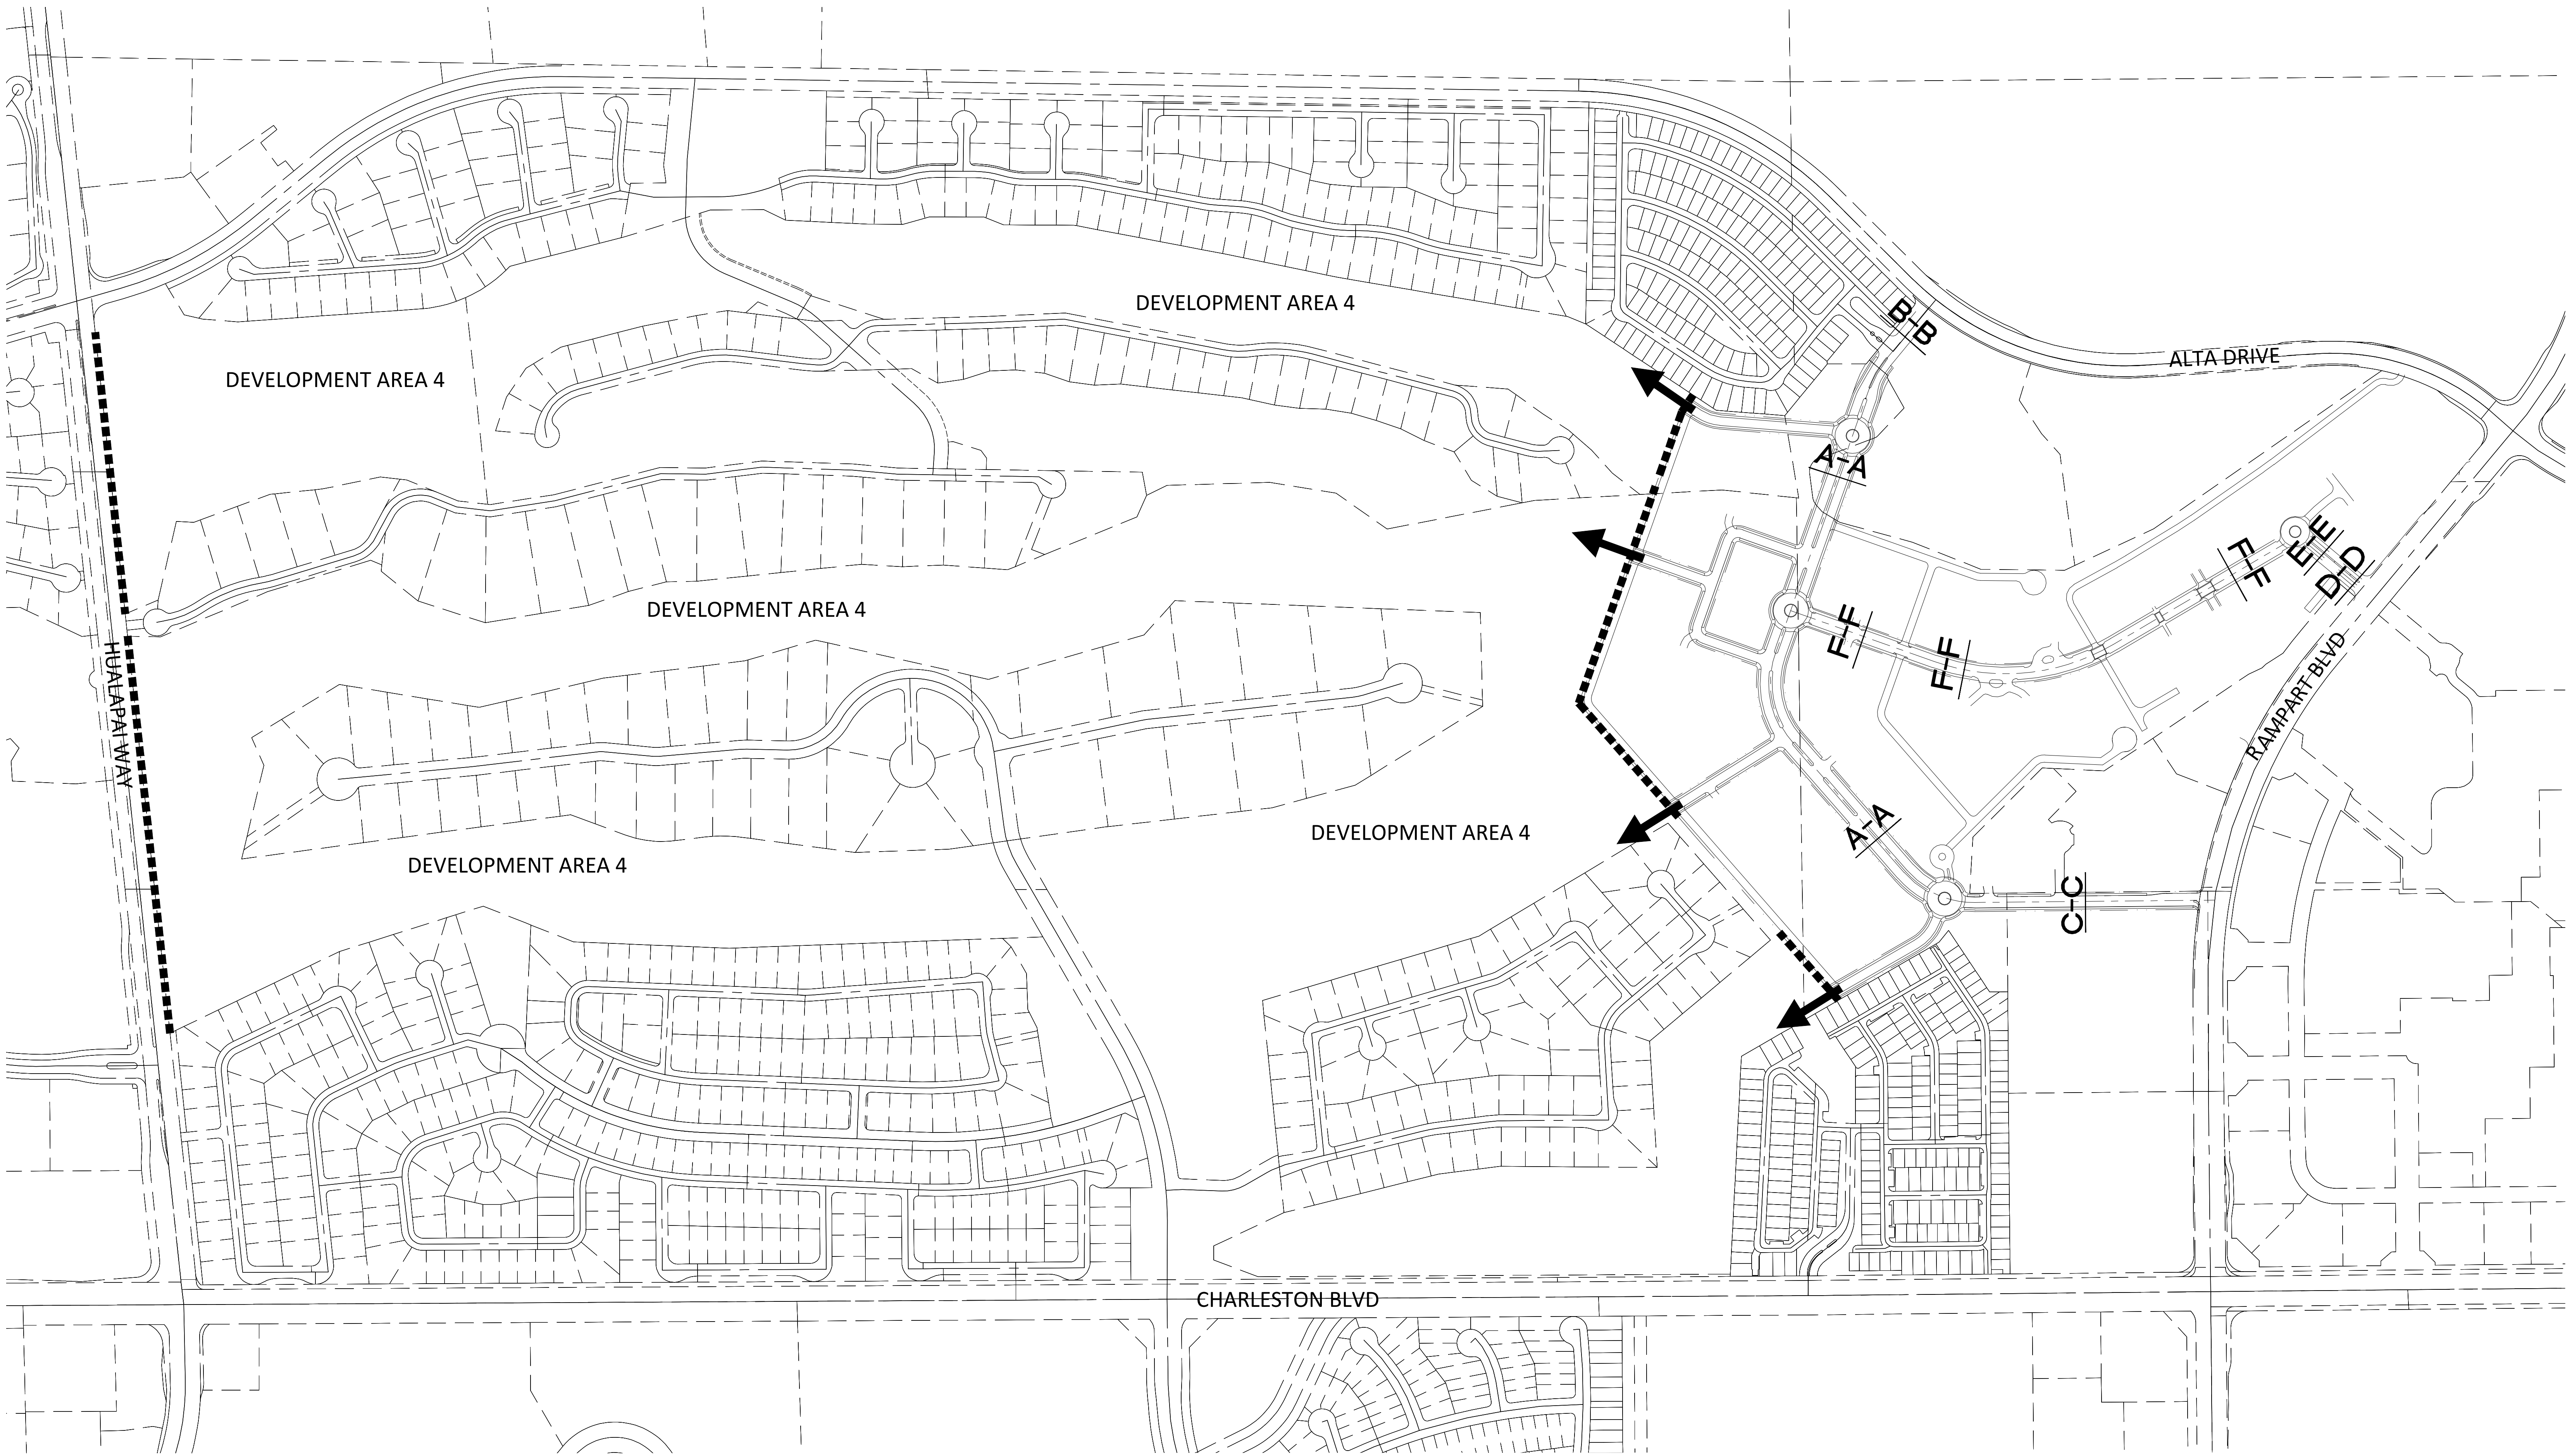 DEVELOPMENT AREA 4
B-B
ALTA DRIVE
DEVELOPMENT AREA 4
A-A
F-F
E-E
D-D
DEVELOPMENT AREA 4
F-F
F-F
HUALAPAI WAY
RAMPART BLVD
DEVELOPMENT AREA 4
A-A
DEVELOPMENT AREA 4
C-C
CHARLESTON BLVD